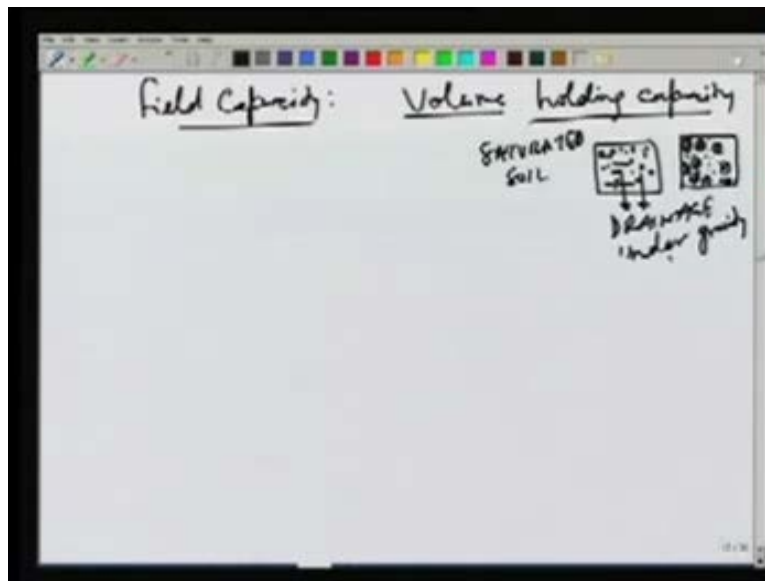 Field Capacity: Volume holding capacity
SATURATED
SOIL
DRAINAGE
under gravity